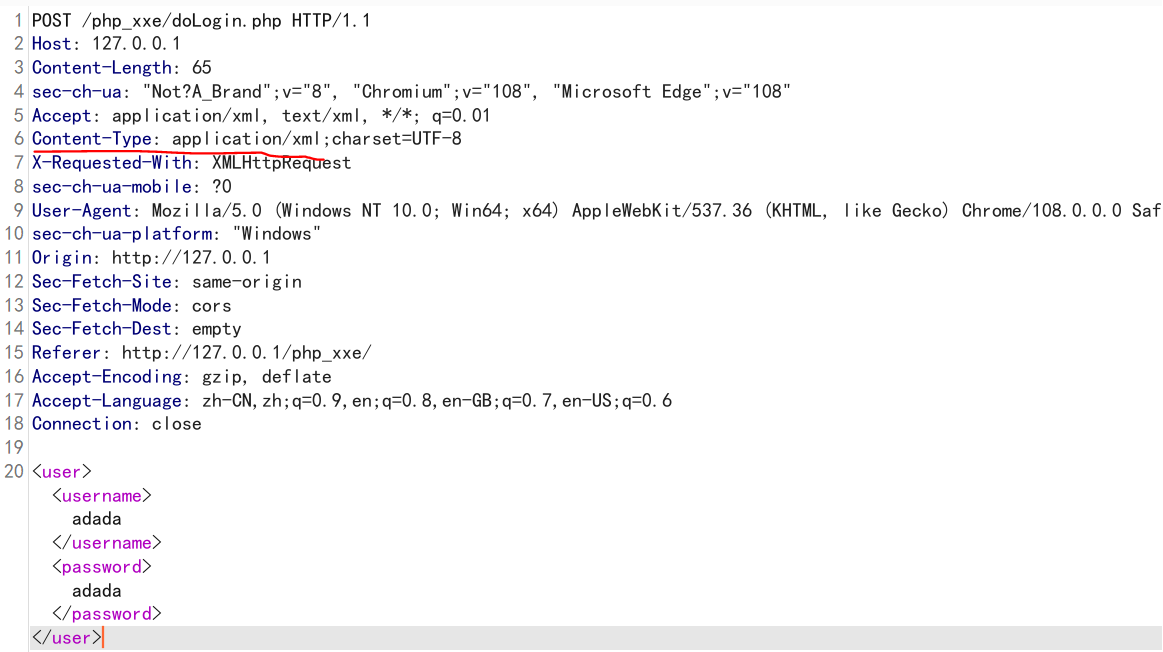 1 POST /php_xxe/doLogin.php HTTP/1.1
2 Host: 127.0.0.1
3 Content-Length: 65
4 sec-ch-ua: "Not?A_Brand";v="8", "Chromium";v="108", "Microsoft Edge";v="108"
5 Accept: application/xml, text/xml, */*; q=0.01
6 Content-Type: application/xml;charset=UTF-8
7 X-Requested-With: XMLHttpRequest
8 sec-ch-ua-mobile: ?0
9 User-Agent: Mozilla/5.0 (Windows NT 10.0; Win64; x64) AppleWebKit/537.36 (KHTML, like Gecko) Chrome/108.0.0.0 Saf
10 sec-ch-ua-platform: "Windows"
11 Origin: http://127.0.0.1
12 Sec-Fetch-Site: same-origin
13 Sec-Fetch-Mode: cors
14 Sec-Fetch-Dest: empty
15 Referer: http://127.0.0.1/php_xxe/
16 Accept-Encoding: gzip, deflate
17 Accept-Language: zh-CN,zh;q=0.9,en;q=0.8,en-GB;q=0.7,en-US;q=0.6
18 Connection: close
19
20 <user>
<username>
adada
</username>
<password>
adada
</password>
</user>